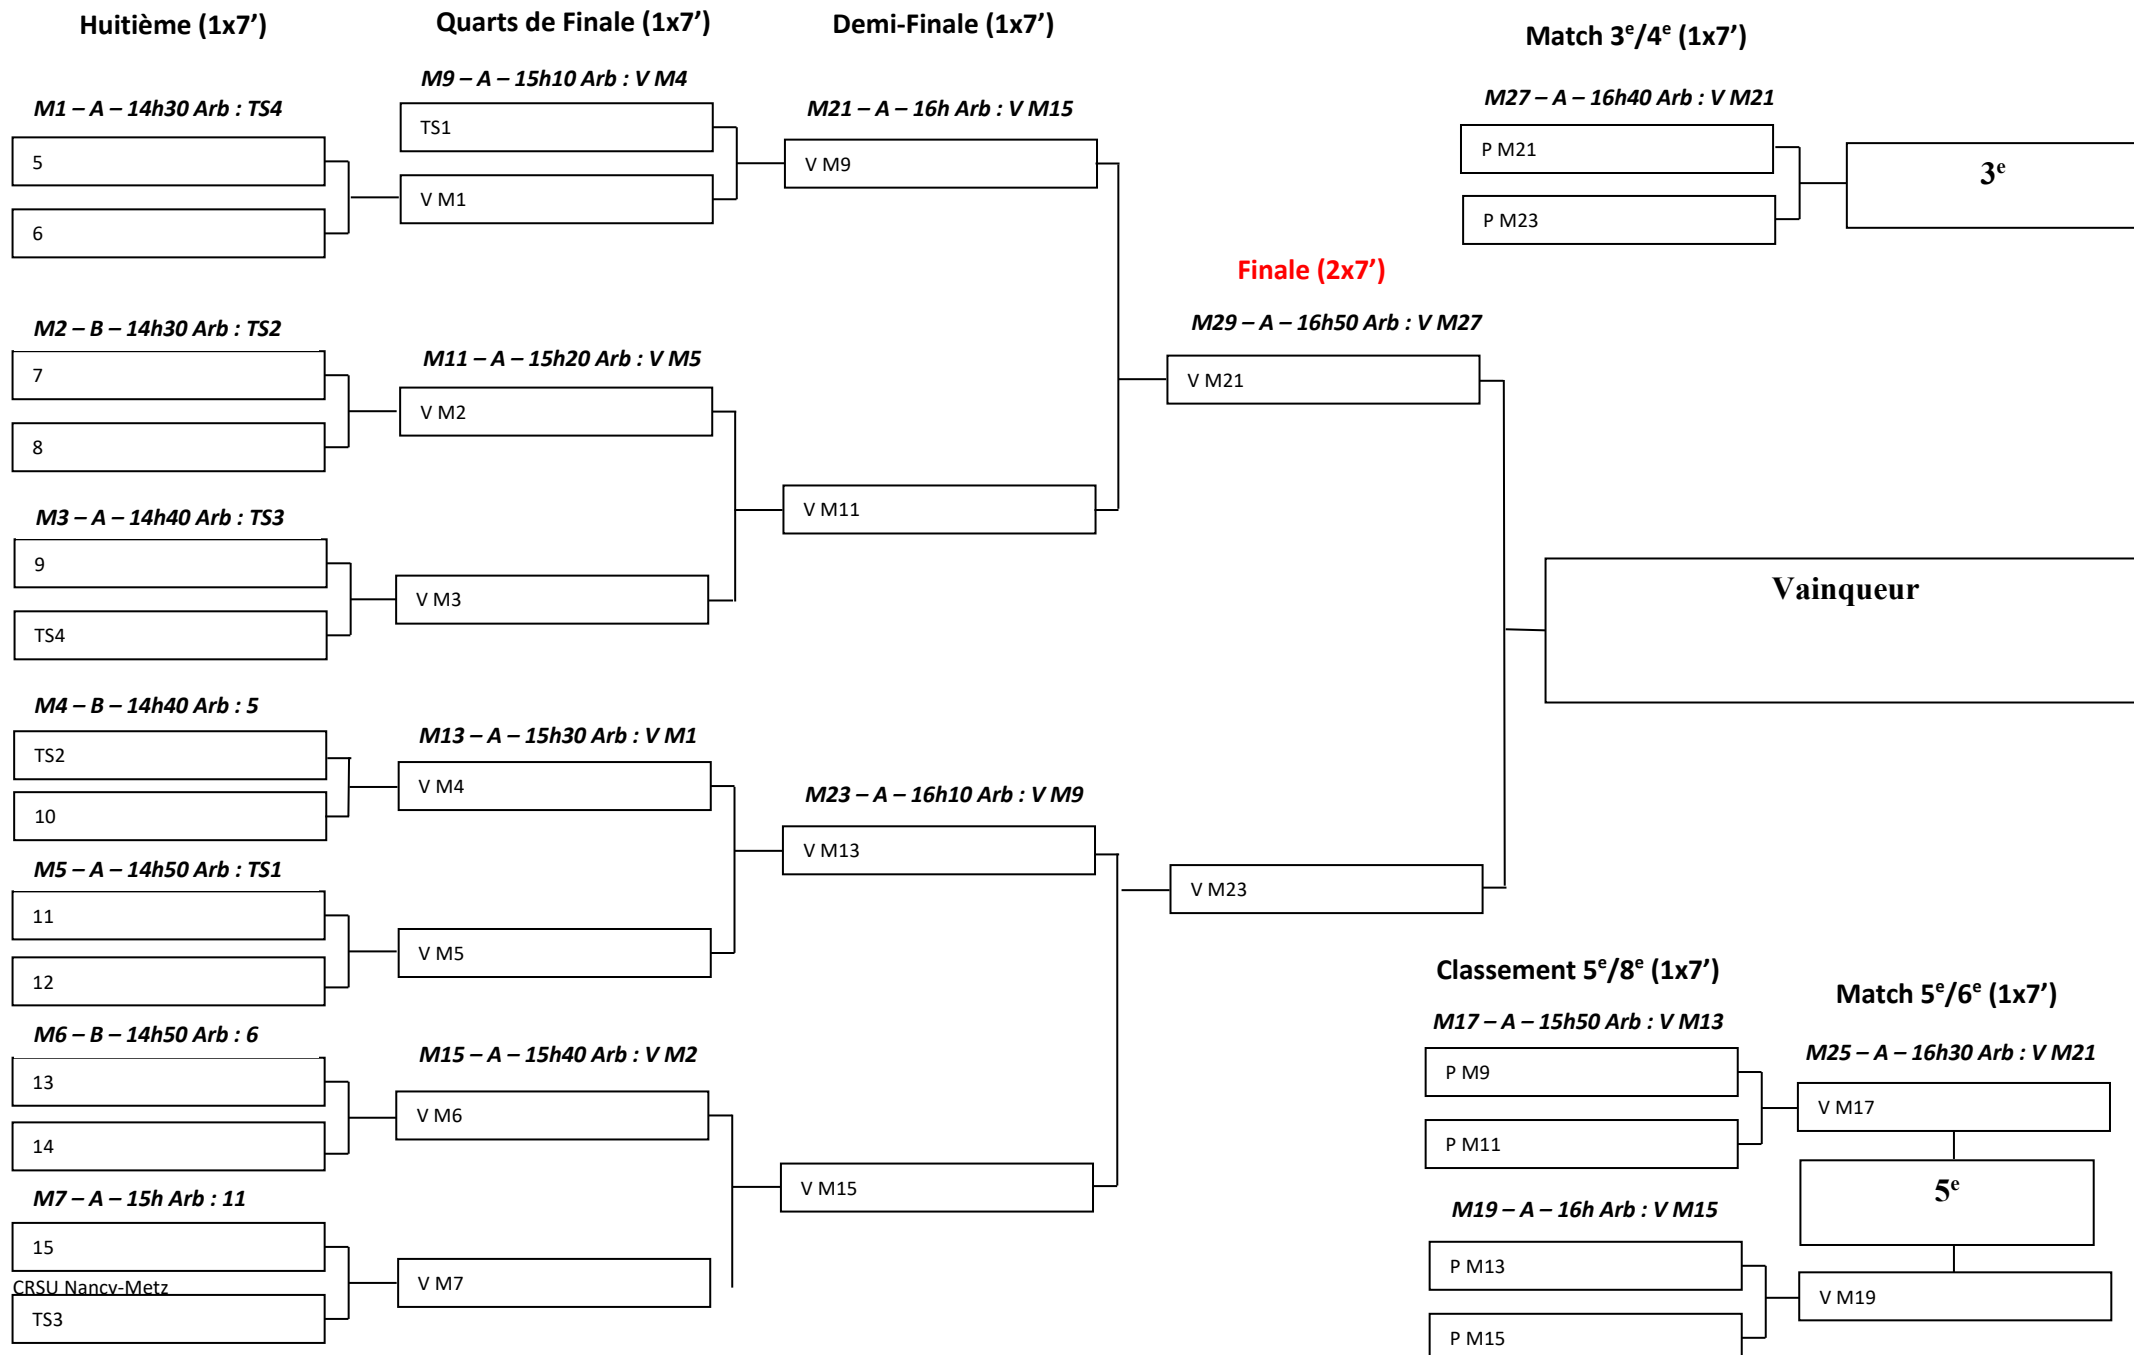 Huitième (1x7’)
Quarts de Finale (1x7’)
Demi-Finale (1x7’)
Match 3e/4e (1x7’)
M1 – A – 14h30 Arb : TS4
5
6
M2 – B – 14h30 Arb : TS2
7
8
M3 – A – 14h40 Arb : TS3
9
TS4
M4 – B – 14h40 Arb : 5
TS2
10
M5 – A – 14h50 Arb : TS1
11
12
M6 – B – 14h50 Arb : 6
13
14
M7 – A – 15h Arb : 11
15
CRSU Nancy-Metz
TS3
M9 – A – 15h10 Arb : V M4
TS1
V M1
M11 – A – 15h20 Arb : V M5
V M2
V M3
M13 – A – 15h30 Arb : V M1
V M4
V M5
M15 – A – 15h40 Arb : V M2
V M6
V M7
M21 – A – 16h Arb : V M15
V M9
V M11
M23 – A – 16h10 Arb : V M9
V M13
V M15
Finale (2x7’)
M29 – A – 16h50 Arb : V M27
V M21
V M23
Vainqueur
M27 – A – 16h40 Arb : V M21
P M21
P M23
3e
Classement 5e/8e (1x7’)
M17 – A – 15h50 Arb : V M13
P M9
P M11
M19 – A – 16h Arb : V M15
P M13
P M15
Match 5e/6e (1x7’)
M25 – A – 16h30 Arb : V M21
V M17
5e
V M19